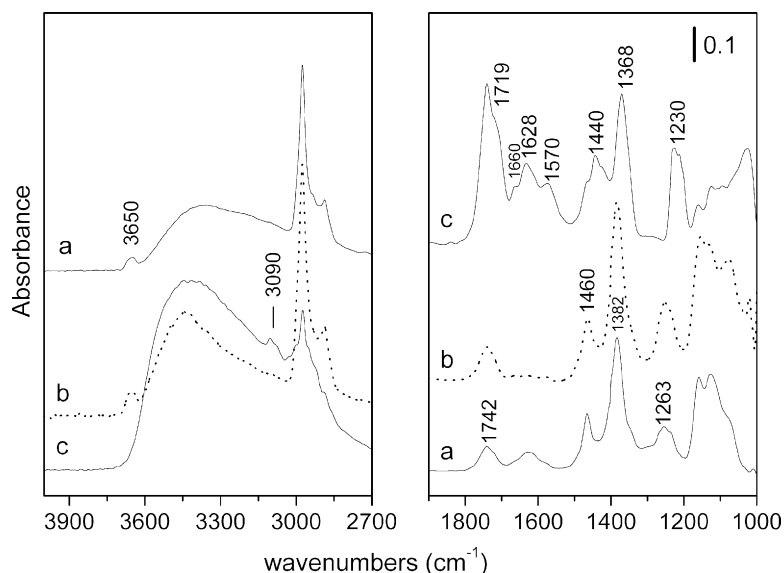 0.1
1719
1660
1628
1570
1440
1368
1230
c
3650
a
3090
b
c
1742
1460
1382
1263
b
a
Absorbance
3900 3600 3300 3000 2700
1800 1600 1400 1200 1000
wavenumbers (cm⁻¹)